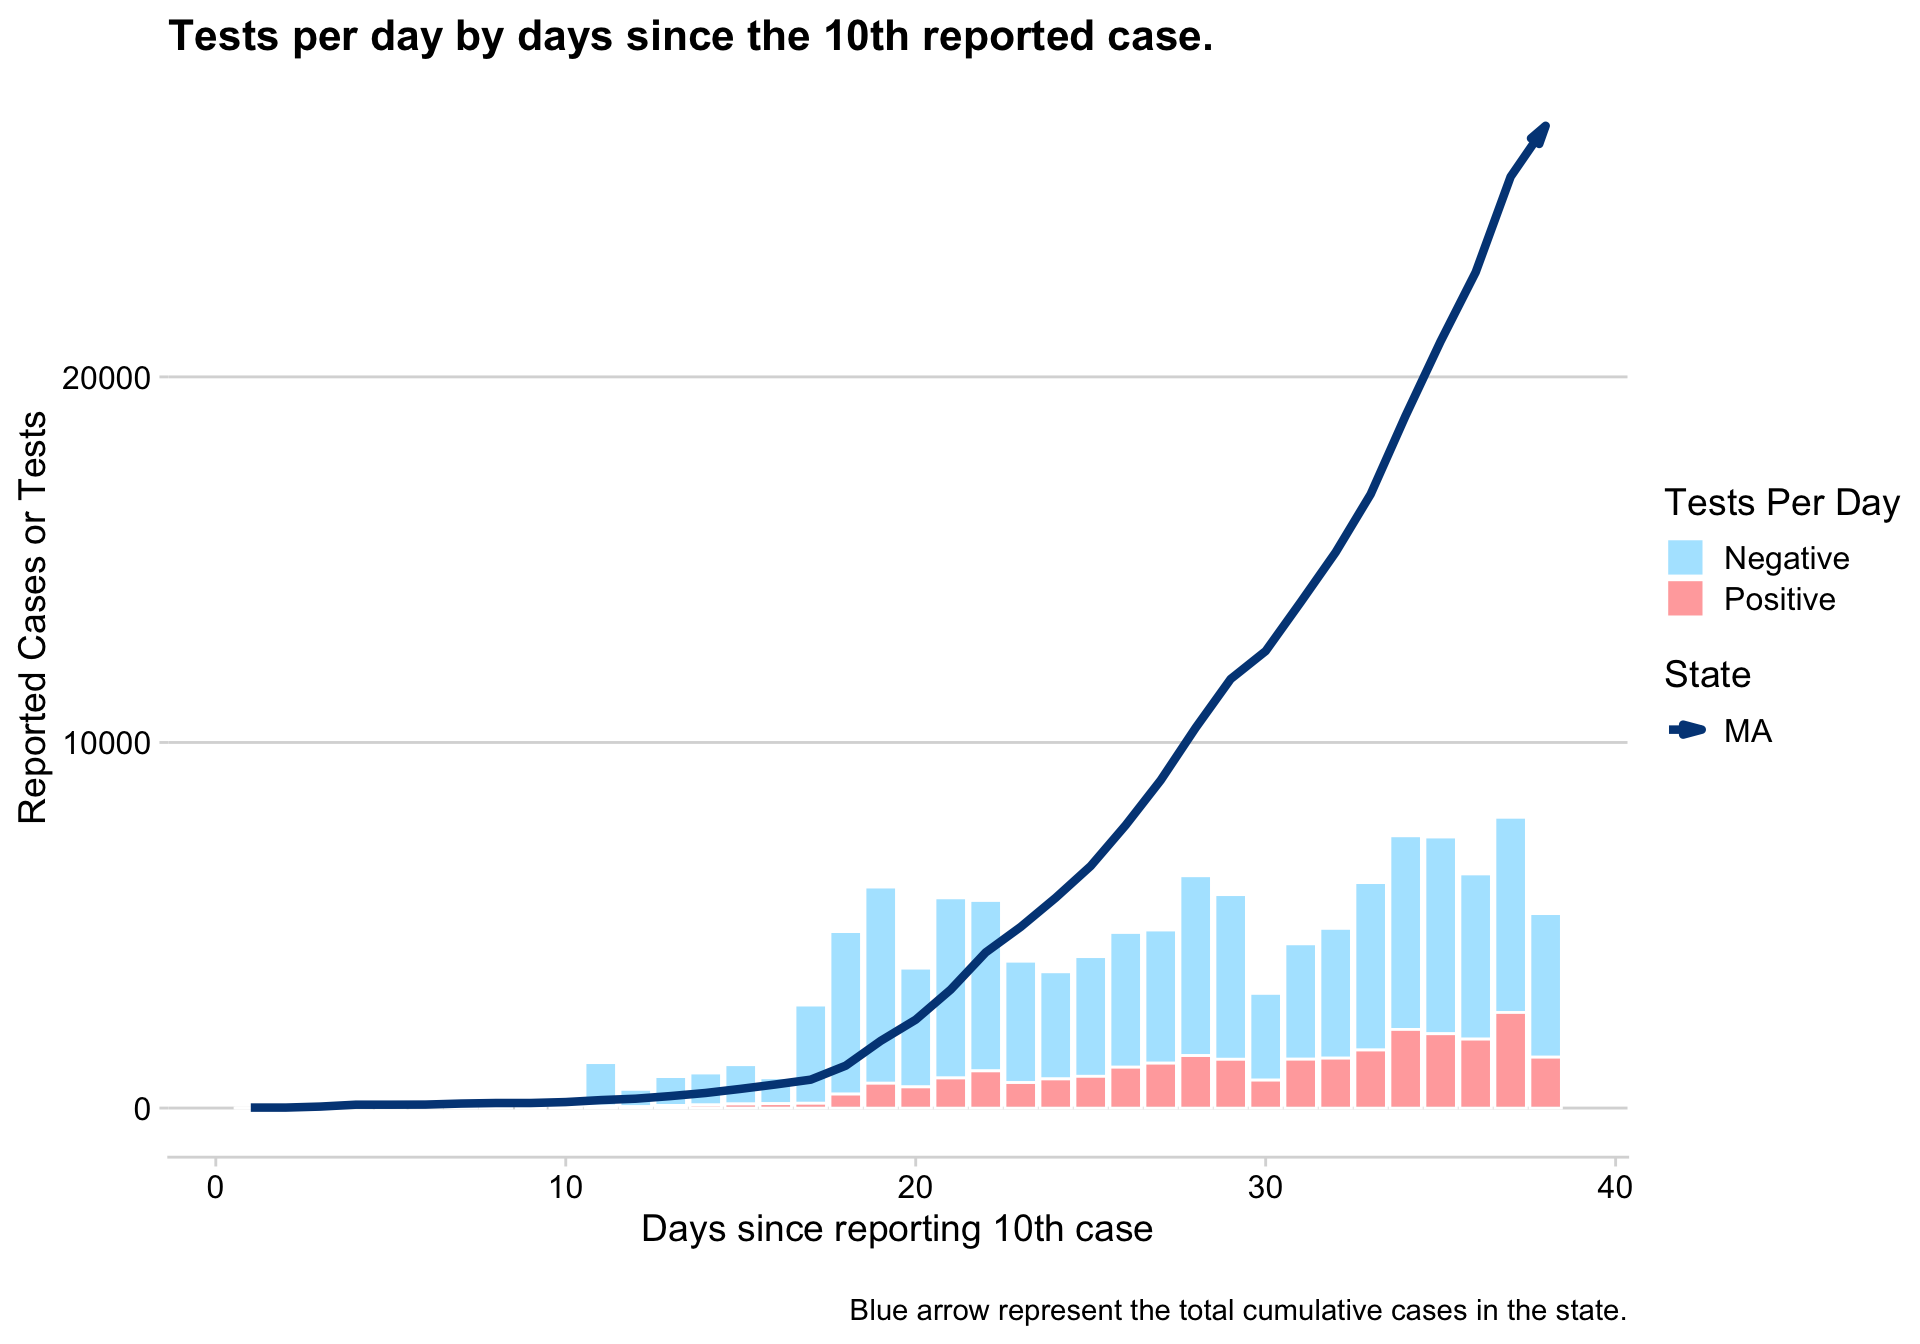 Tests per day by days since the 10th reported case.
Reported Cases or Tests
20000
10000
0
0 10 20 30 40
Days since reporting 10th case
Tests Per Day
Negative
Positive
State
MA
Blue arrow represent the total cumulative cases in the state.